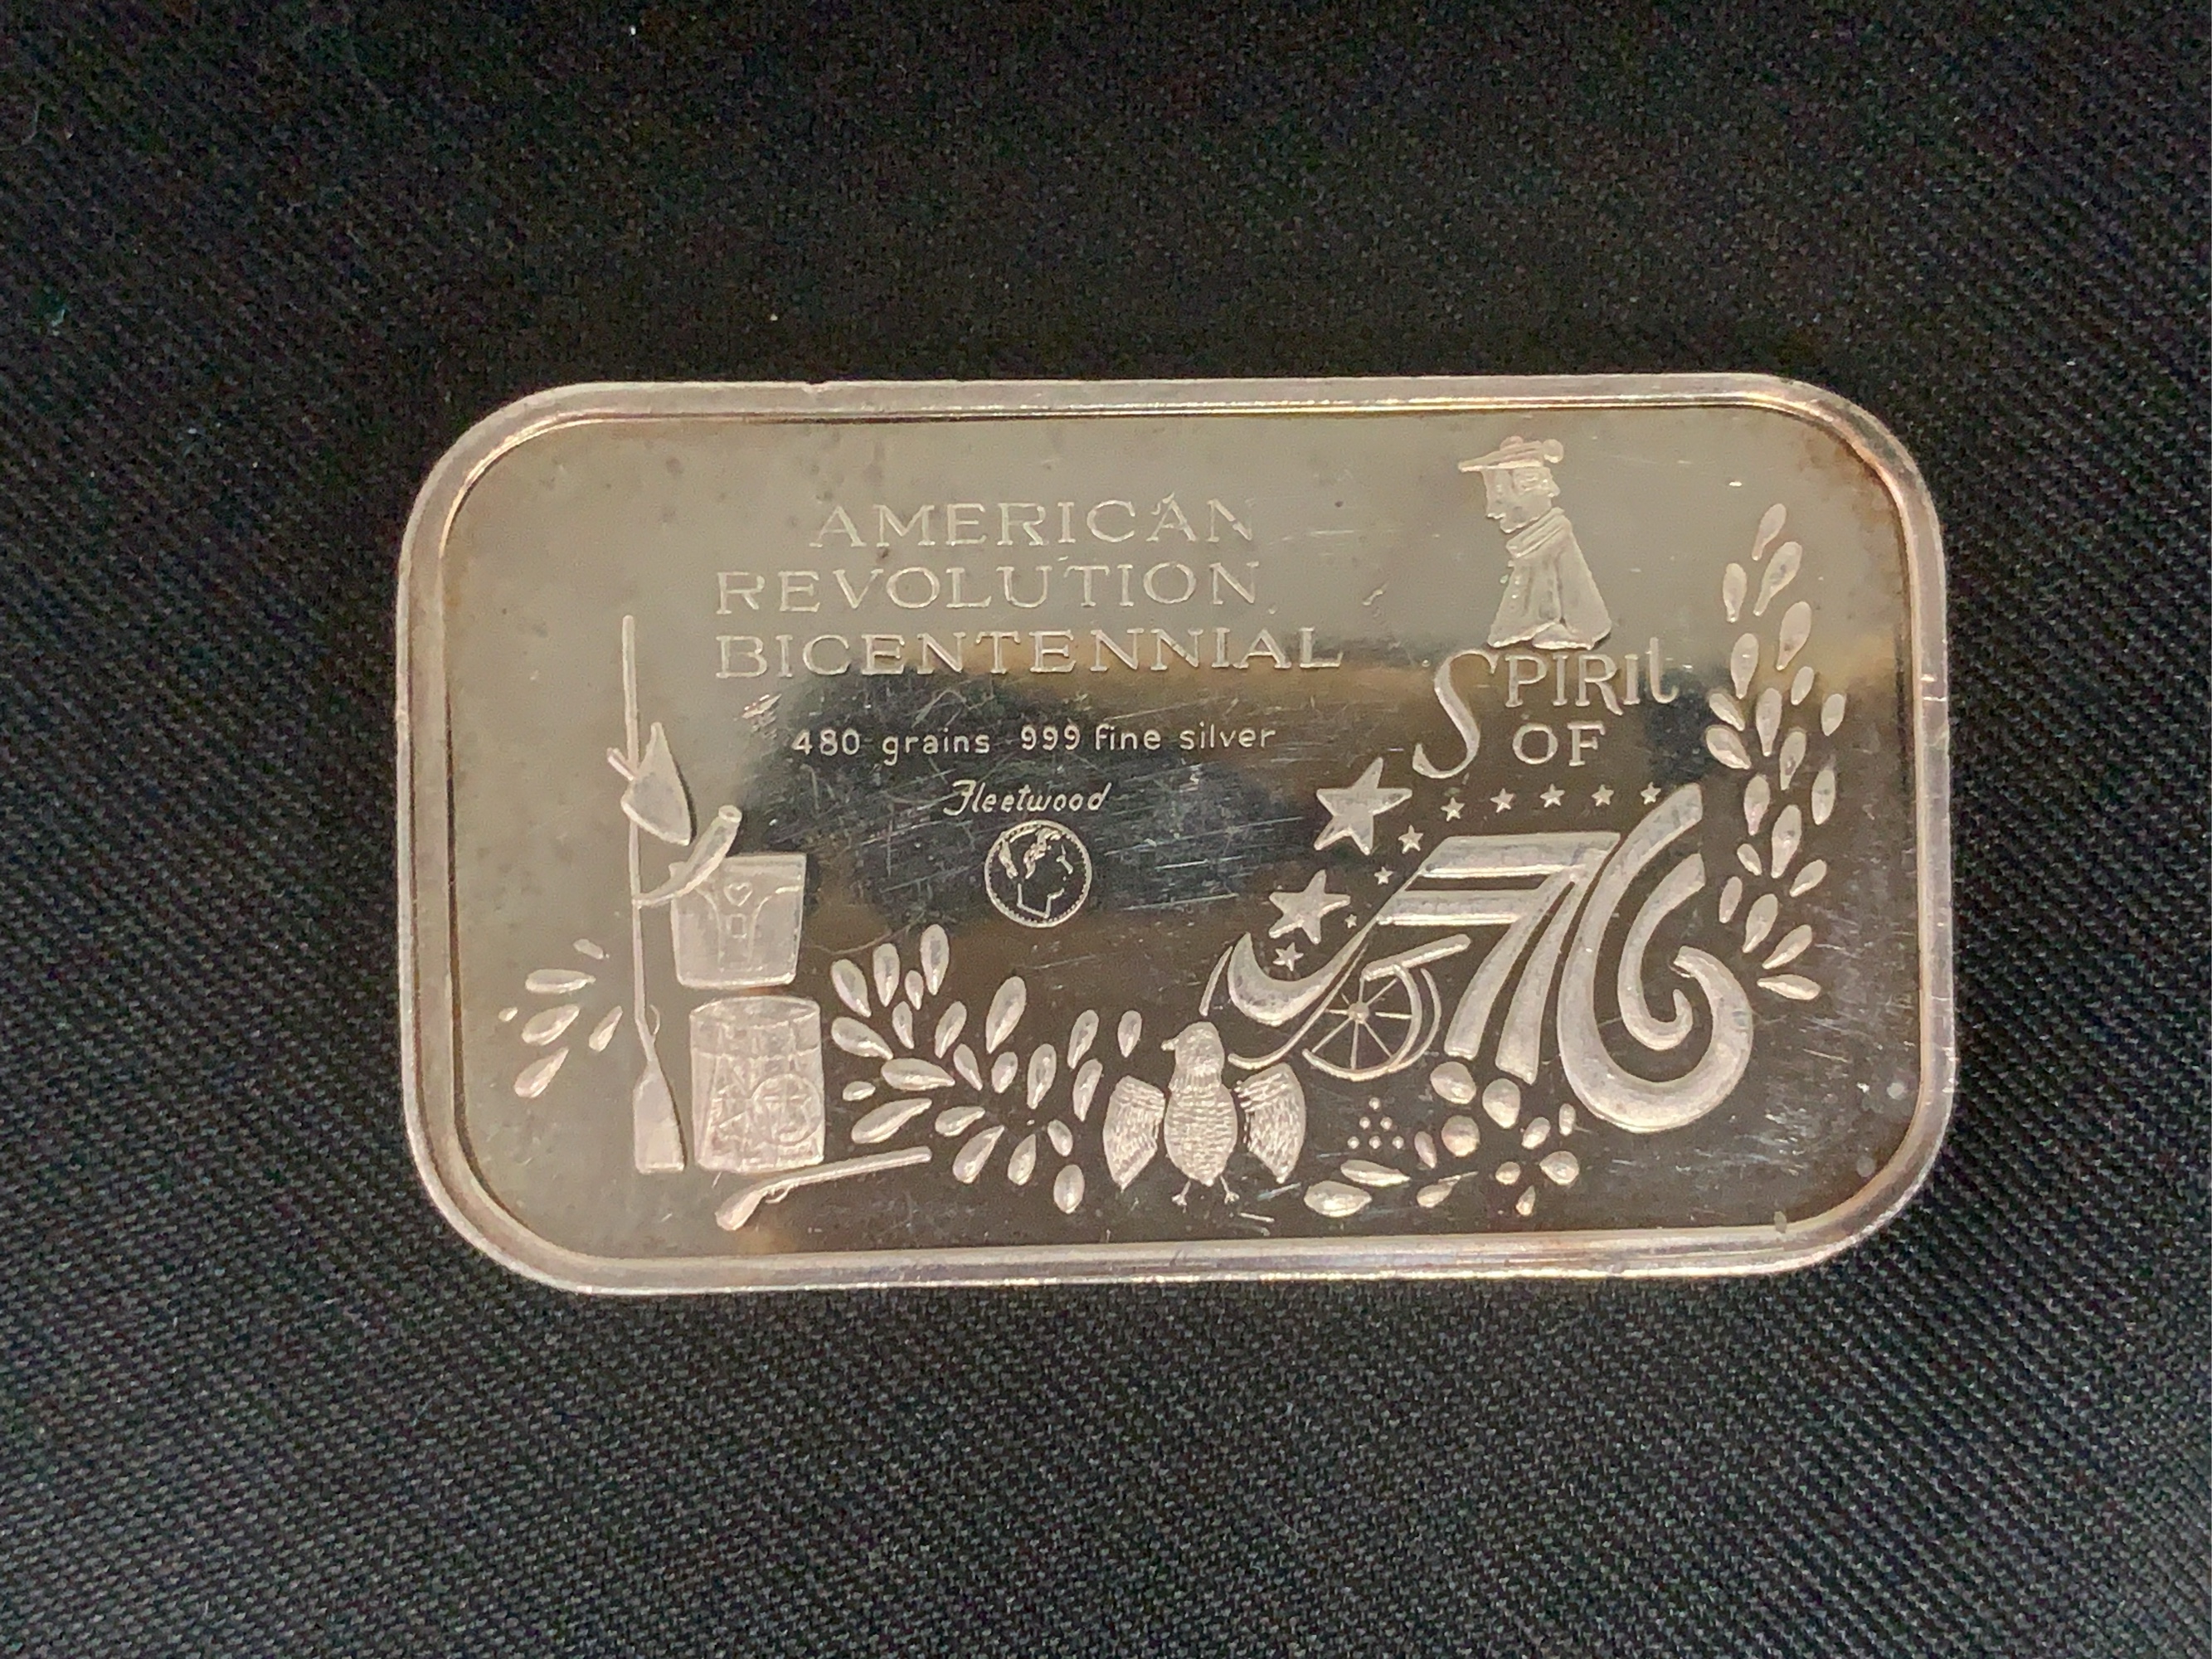 AMERICAN
REVOLUTION
BICENTENNIAL
480 grains .999 fine silver
Fleetwood
SPIRIt
OF
76